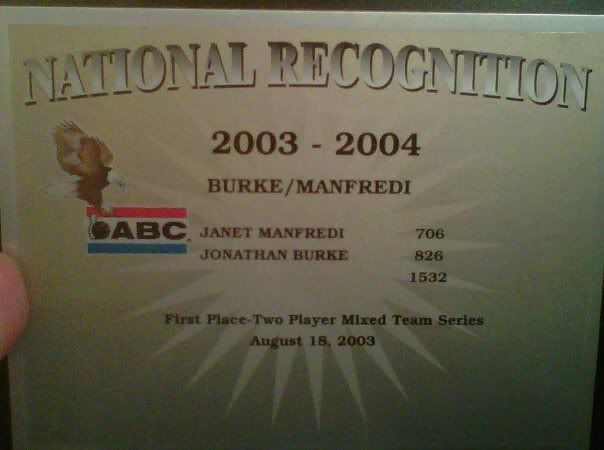 NATIONAL RECOGNITION
2003 - 2004
BURKE/MANFREDI
ABC
JANET MANFREDI 706
JONATHAN BURKE 826
1532
First Place-Two Player Mixed Team Series
August 18, 2003